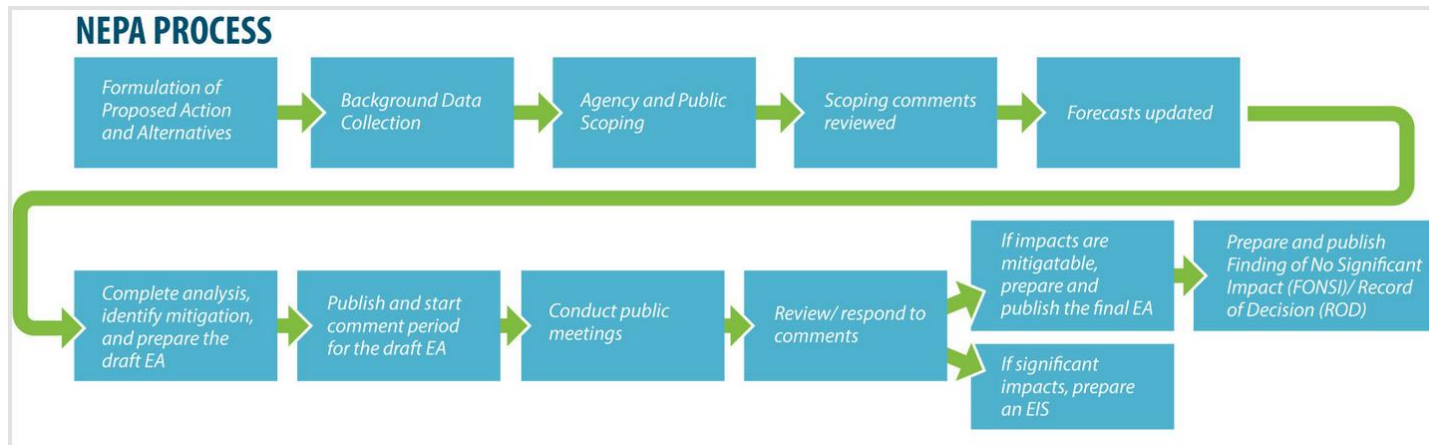 NEPA PROCESS
Formulation of
Proposed Action
and Alternatives
Background Data
Collection
Agency and Public
Scoping
Scoping comments
reviewed
Forecasts updated
Complete analysis,
identify mitigation,
and prepare the
draft EA
Publish and start
comment period
for the draft EA
Conduct public
meetings
Review/ respond to
comments
If impacts are
mitigatable,
prepare and
publish the final EA
Prepare and publish
Finding of No Significant
Impact (FONSI)/ Record
of Decision (ROD)
If significant
impacts, prepare
an EIS